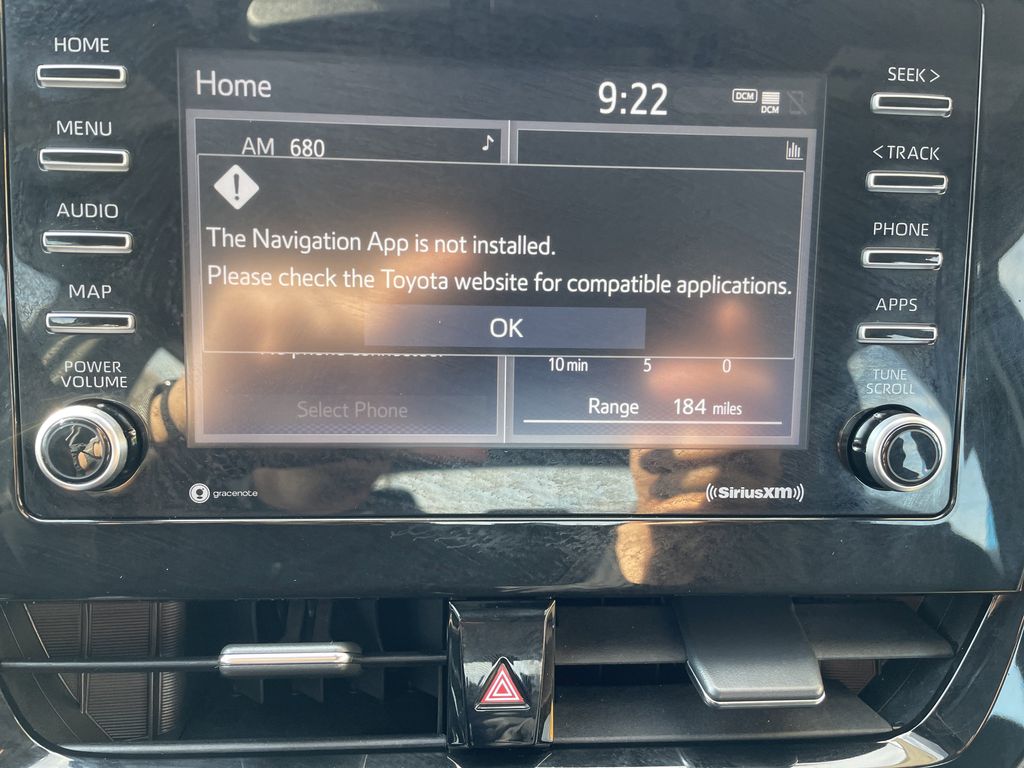 HOME
MENU
AUDIO
MAP
POWER
VOLUME
Home
9:22
DCM
DCM
AM 680
The Navigation App is not installed.
Please check the Toyota website for compatible applications.
OK
10 min 5 0
Select Phone
Range 184 miles
gracenote
((SiriusXM))
SEEK >
< TRACK
PHONE
APPS
TUNE
SCROLL